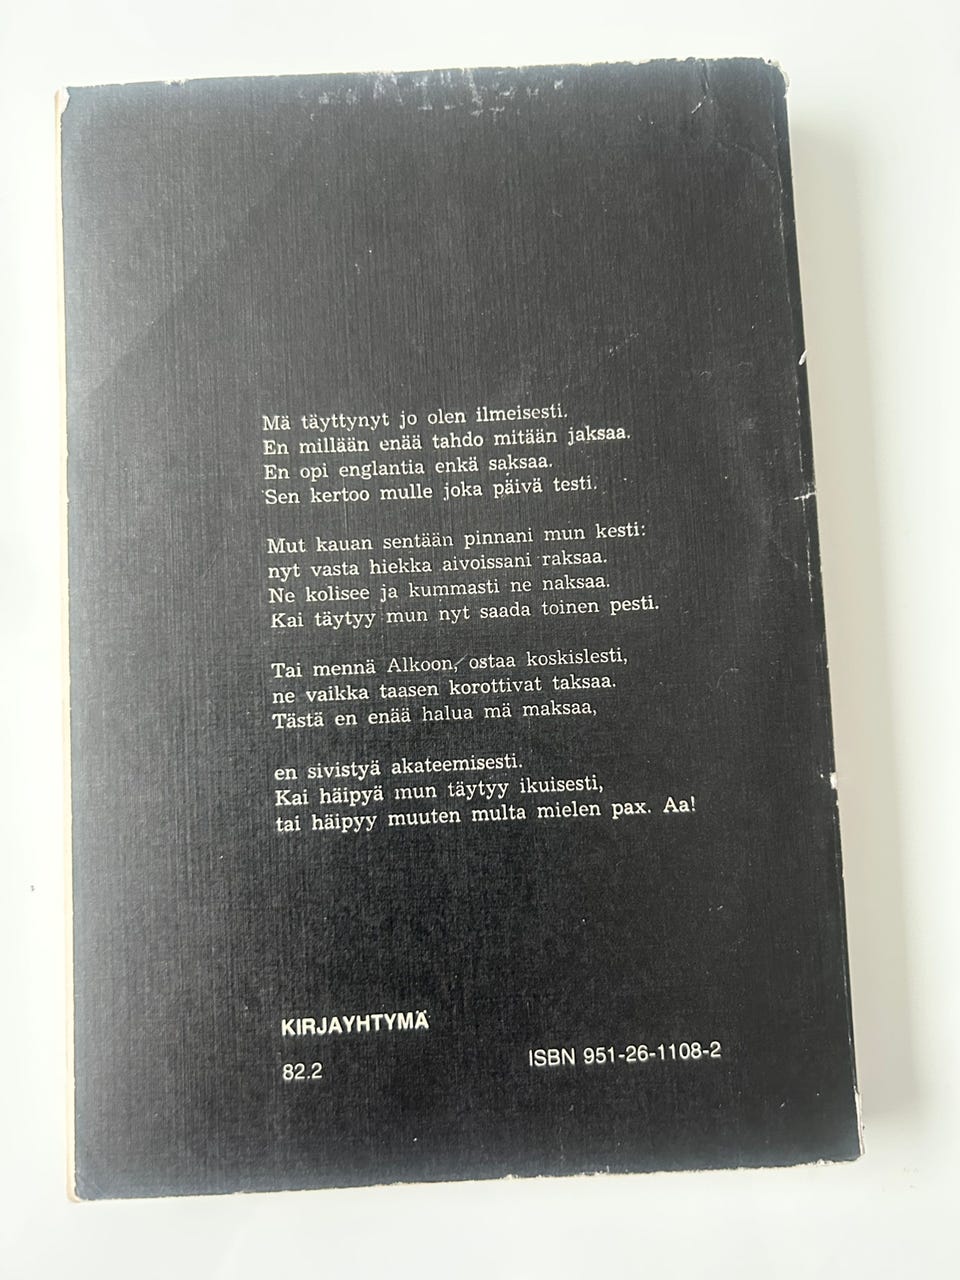 Mä täyttynyt jo olen ilmeisesti.
En millään enää tahdo mitään jaksaa.
En opi englantia enkä saksaa.
Sen kertoo mulle joka päivä testi.
Mut kauan sentään pinnani mun kesti:
nyt vasta hiekka aivoissani raksaa.
Ne kolisee ja kummasti ne naksaa.
Kai täytyy mun nyt saada toinen pesti.
Tai mennä Alkoon, ostaa koskislesti,
ne vaikka taasen korottivat taksaa.
Tästä en enää halua mä maksaa,
en sivistyä akateemisesti.
Kai häipyä mun täytyy ikuisesti,
tai häipyy muuten multa mielen pax. Aa!
KIRJAYHTYMÄ
82.2
ISBN 951-26-1108-2